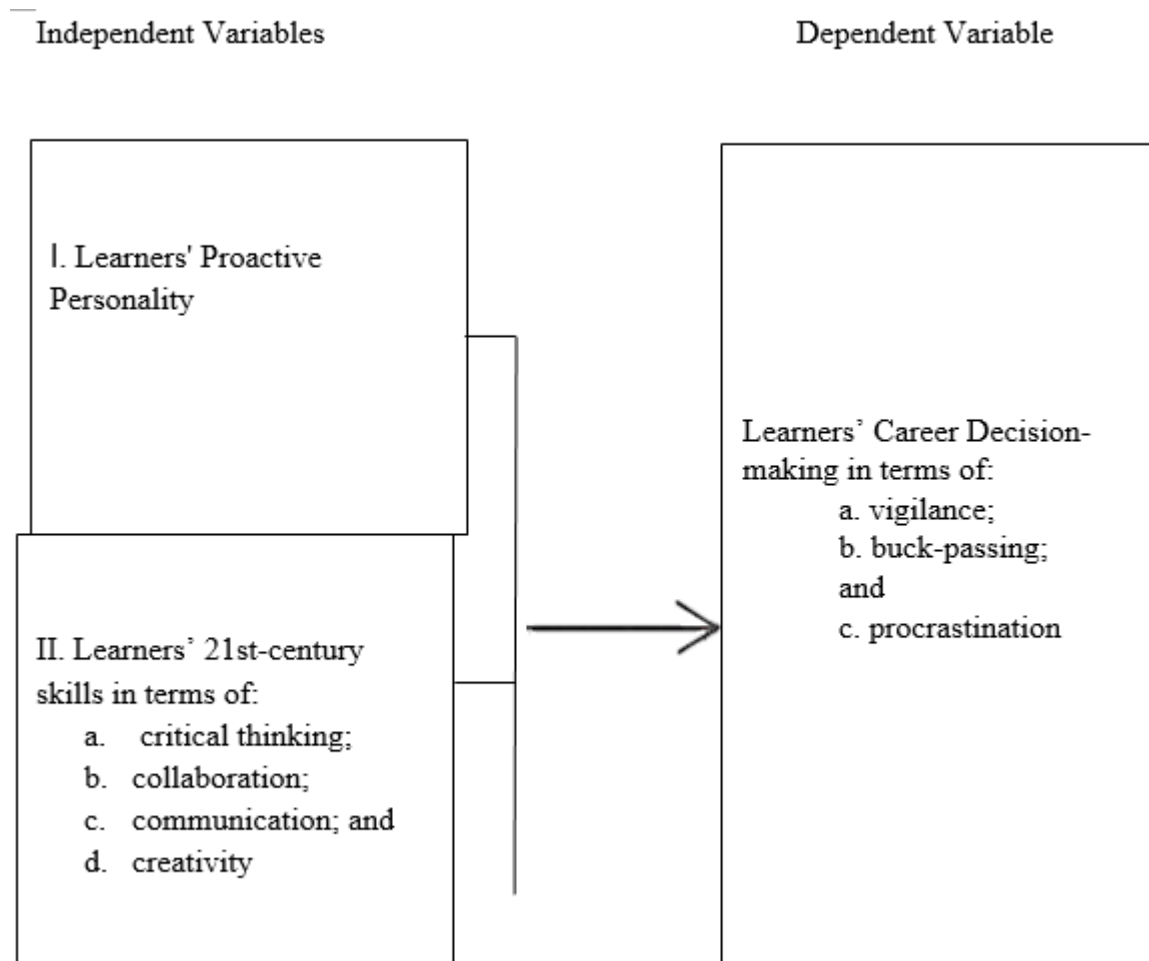 Independent Variables
Dependent Variable
I. Learners' Proactive
Personality
II. Learners’ 21st-century
skills in terms of:
a. critical thinking;
b. collaboration;
c. communication; and
d. creativity
Learners’ Career Decision-
making in terms of:
a. vigilance;
b. buck-passing;
and
c. procrastination